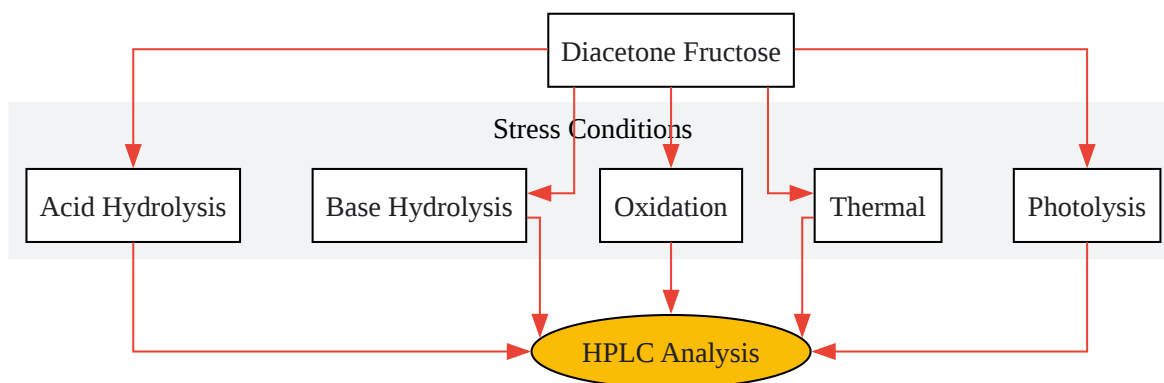 Diacetone Fructose
Stress Conditions
Acid Hydrolysis
Base Hydrolysis
Oxidation
Thermal
Photolysis
HPLC Analysis